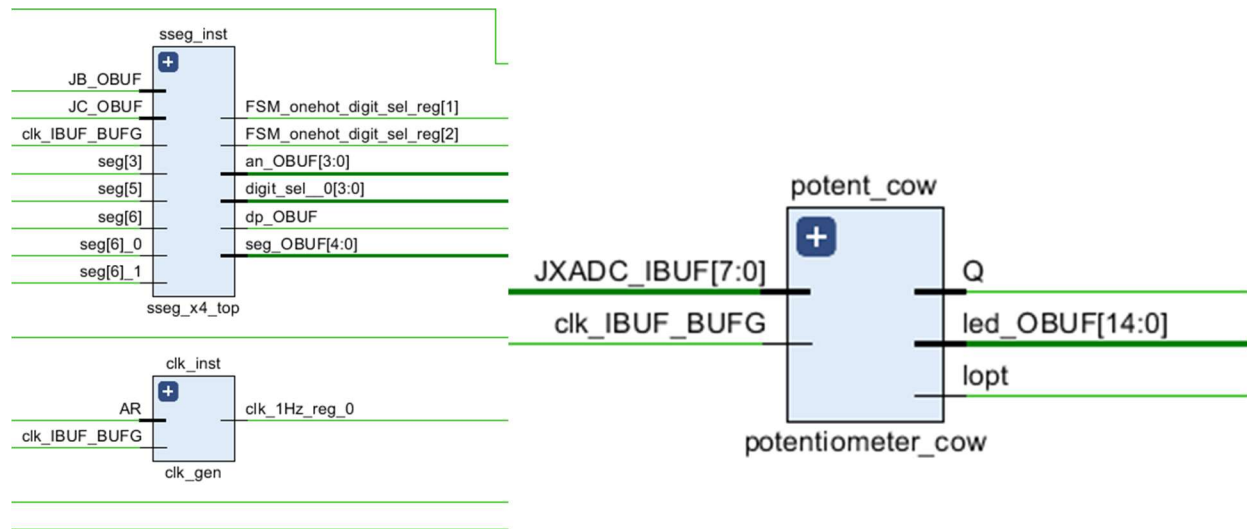 sseg_inst
JB_OBUF
JC_OBUF
clk_IBUF_BUFG
seg[3]
seg[5]
seg[6]
seg[6]_0
seg[6]_1
FSM_onehot_digit_sel_reg[1]
FSM_onehot_digit_sel_reg[2]
an_OBUF[3:0]
digit_sel__0[3:0]
dp_OBUF
seg_OBUF[4:0]
sseg_x4_top
clk_inst
AR
clk_IBUF_BUFG
clk_1Hz_reg_0
clk_gen
potent_cow
JXADC_IBUF[7:0]
clk_IBUF_BUFG
Q
led_OBUF[14:0]
lopt
potentiometer_cow